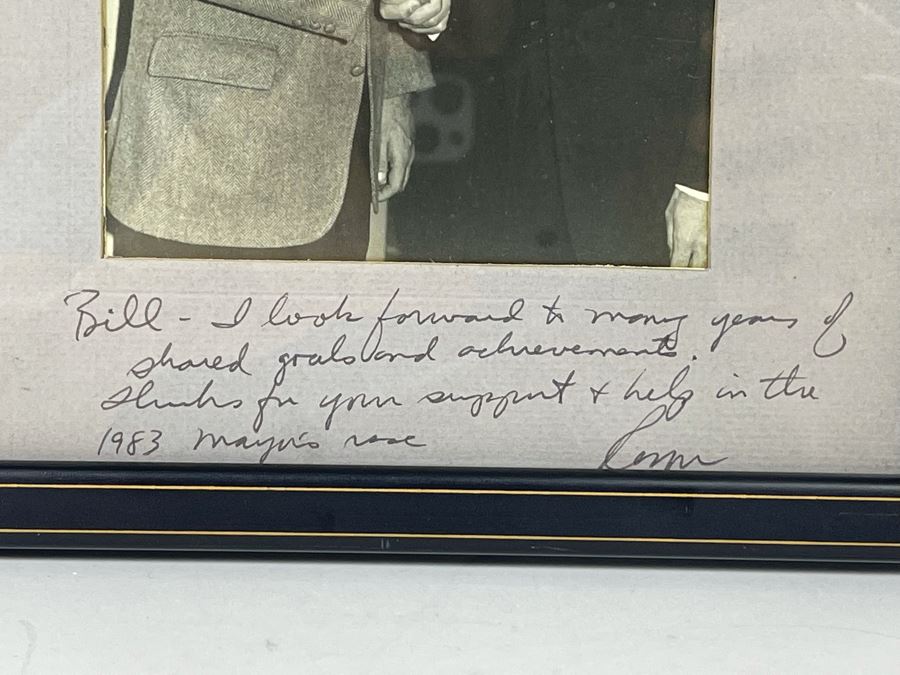 Bill - I look forward to many years of
shared goals and achievements.
Thanks for your support + help in the
1983 Mayor's race
Roger